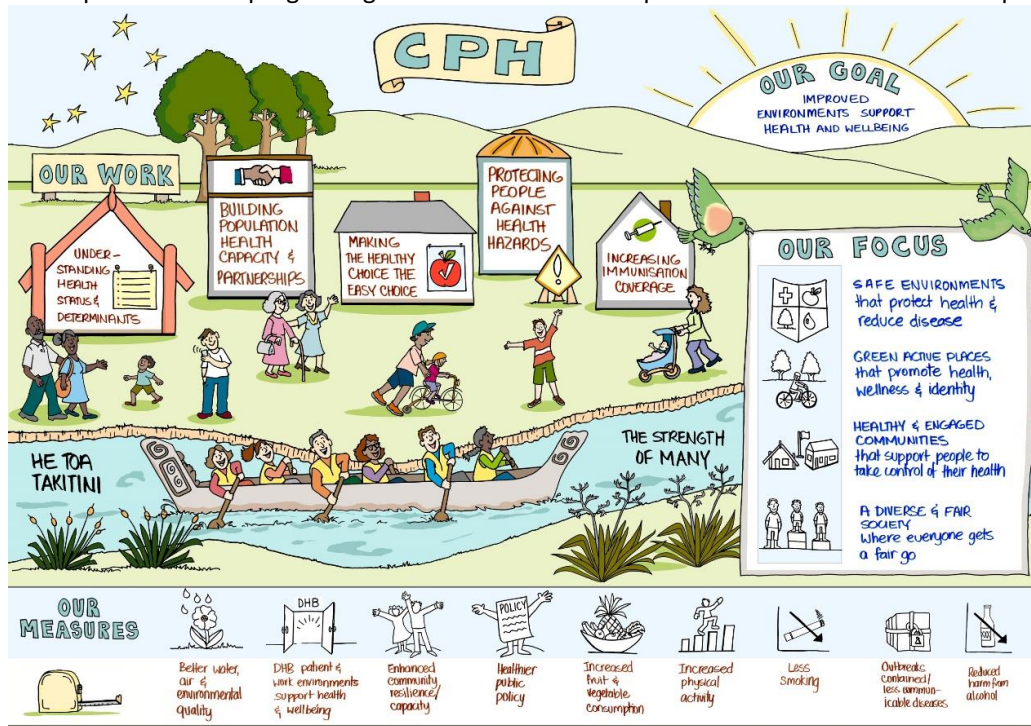 CPH
OUR GOAL
IMPROVED
ENVIRONMENTS SUPPORT
HEALTH AND WELLBEING
OUR WORK
UNDER-
STANDING
HEALTH
STATUS &
DETERMINANTS
BUILDING
POPULATION
HEALTH
CAPACITY &
PARTNERSHIPS
MAKING
THE HEALTHY
CHOICE THE
EASY CHOICE
PROTECTING
PEOPLE
AGAINST
HEALTH
HAZARDS
!
INCREASING
IMMUNISATION
COVERAGE
OUR FOCUS
SAFE ENVIRONMENTS
that protect health &
reduce disease
GREEN ACTIVE PLACES
that promote health,
wellness & identity
HEALTHY & ENGAGED
COMMUNITIES
that support people to
take control of their health
A DIVERSE & FAIR
SOCIETY
where everyone gets
a fair go
HE TOA
TAKITINI
THE STRENGTH
OF MANY
OUR
MEASURES
Better water,
air &
environmental
quality
DHB
DHB patient &
work environments
support health
& wellbeing
Enhanced
community
resilience/
capacity
POLICY
Healthier
public
policy
Increased
fruit &
vegetable
consumption
Increased
physical
activity
Less
smoking
Outbreaks
contained/
less commun-
icable diseases
Reduced
harm from
alcohol